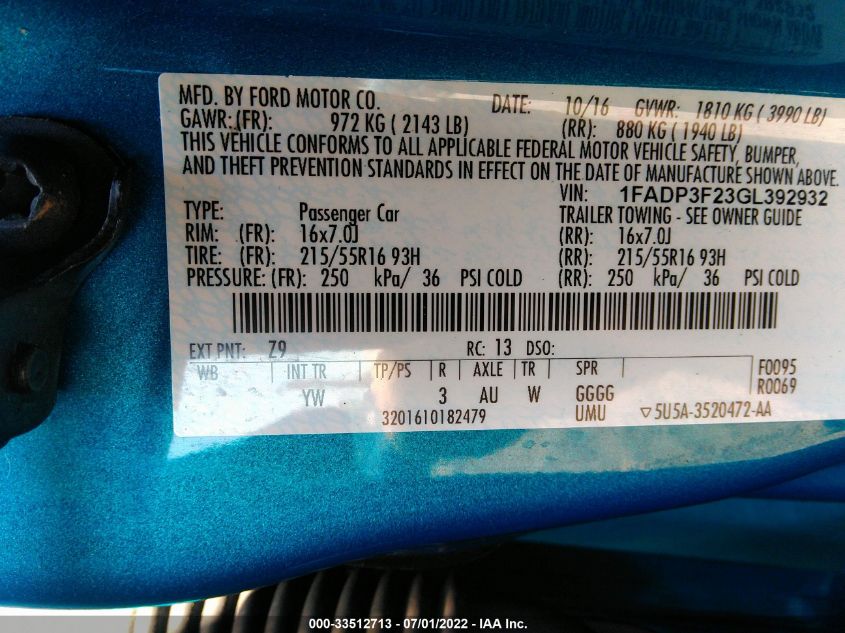 MFD. BY FORD MOTOR CO. DATE: 10/16 GVWR: 1810 KG ( 3990 LB)
GAWR: (FR): 972 KG ( 2143 LB) (RR): 880 KG ( 1940 LB)
THIS VEHICLE CONFORMS TO ALL APPLICABLE FEDERAL MOTOR VEHICLE SAFETY, BUMPER,
AND THEFT PREVENTION STANDARDS IN EFFECT ON THE DATE OF MANUFACTURE SHOWN ABOVE.
VIN: 1FADP3F23GL392932
TYPE: Passenger Car TRAILER TOWING - SEE OWNER GUIDE
RIM: (FR): 16x7.0J (RR): 16x7.0J
TIRE: (FR): 215/55R16 93H (RR): 215/55R16 93H
PRESSURE: (FR): 250 kPa/ 36 PSI COLD (RR): 250 kPa/ 36 PSI COLD
EXT PNT: Z9 RC: 13 DSO:
WB INT TR TP/PS R AXLE TR SPR F0095
YW 3 AU W GGGG R0069
3201610182479 UMU ▽5U5A-3520472-AA
000-33512713 - 07/01/2022 - IAA Inc.